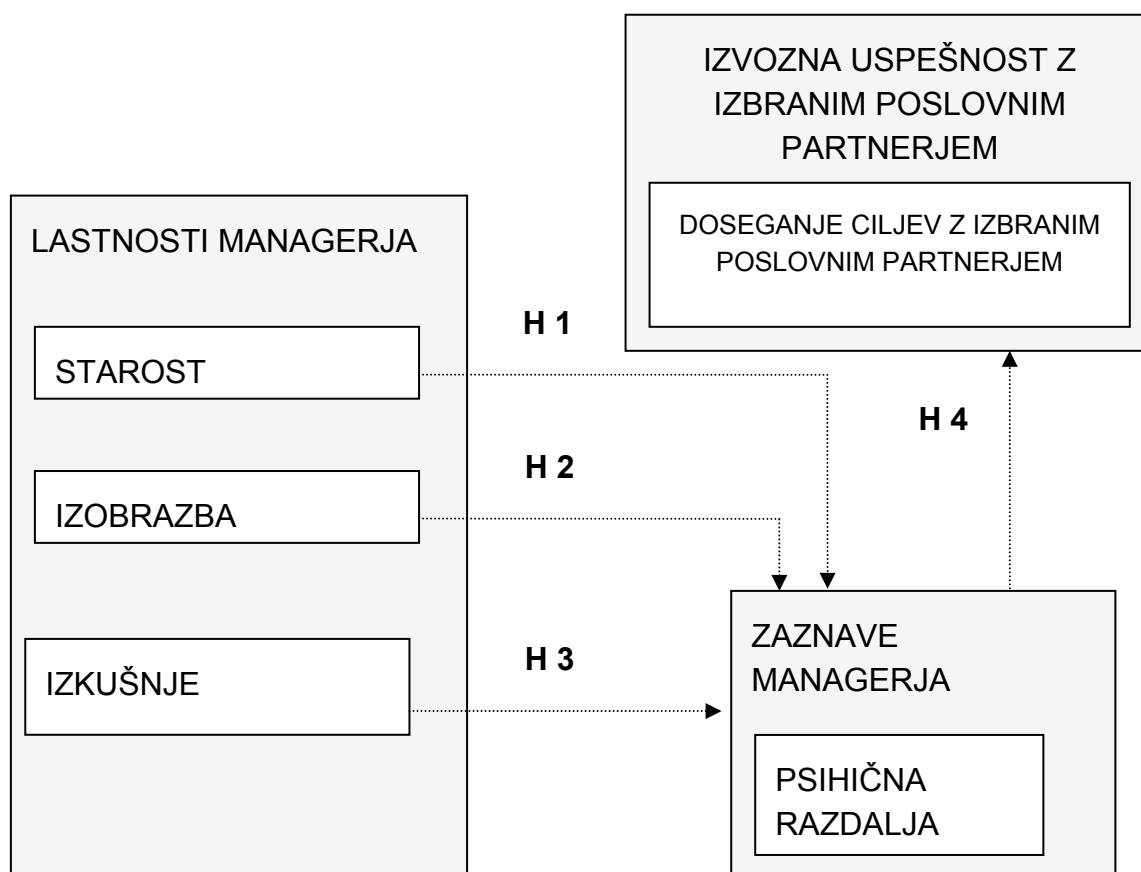 IZVOZNA USPEŠNOST Z
IZBRANIM POSLOVNIM
PARTNERJEM
DOSEGANJE CILJEV Z IZBRANIM
POSLOVNIM PARTNERJEM
LASTNOSTI MANAGERJA
STAROST
IZOBRAZBA
IZKUŠNJE
H 1
H 2
H 3
H 4
ZAZNAVE
MANAGERJA
PSIHIČNA
RAZDALJA